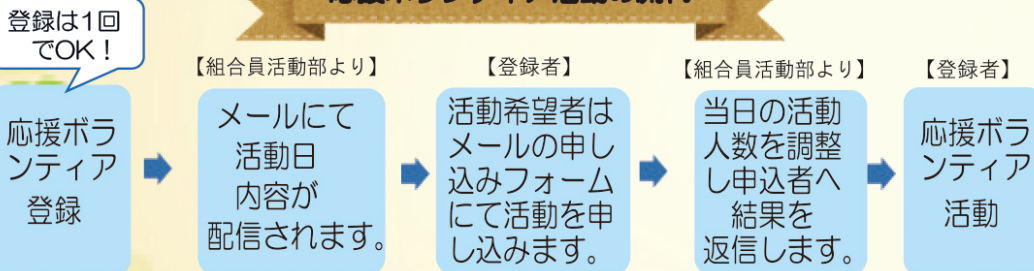 登録は1回
でOK！
【組合員活動部より】
【登録者】
【組合員活動部より】
【登録者】
応援ボラ
ンティア
登録
メールにて
活動日
内容が
配信されます。
活動希望者は
メールの申し
込みフォーム
にて活動を申
し込みます。
当日の活動
人数を調整
し申込者へ
結果を
返信します。
応援ボラ
ンティア
活動